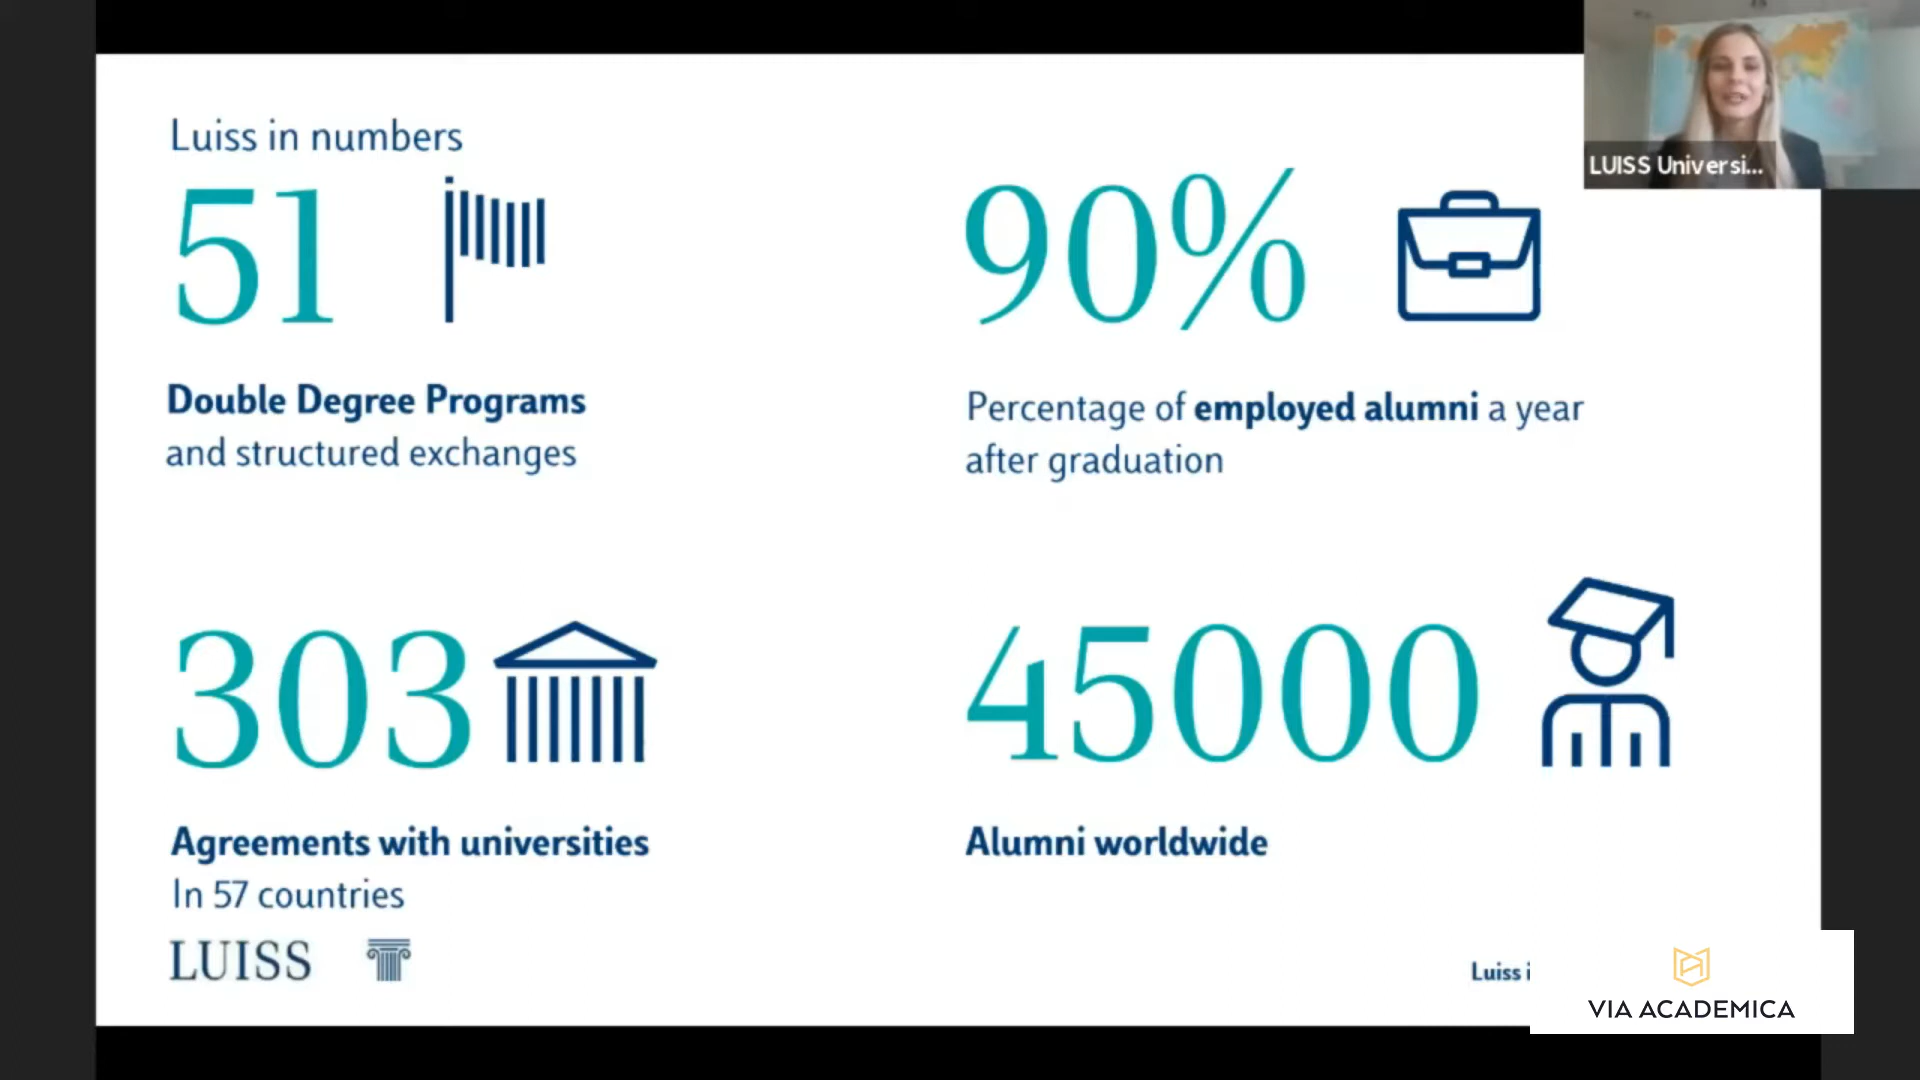 Luiss in numbers
51
Double Degree Programs
and structured exchanges
90%
Percentage of employed alumni a year
after graduation
303
Agreements with universities
In 57 countries
45000
Alumni worldwide
LUISS
Luiss i
LUISS Universi...
VIA ACADEMICA